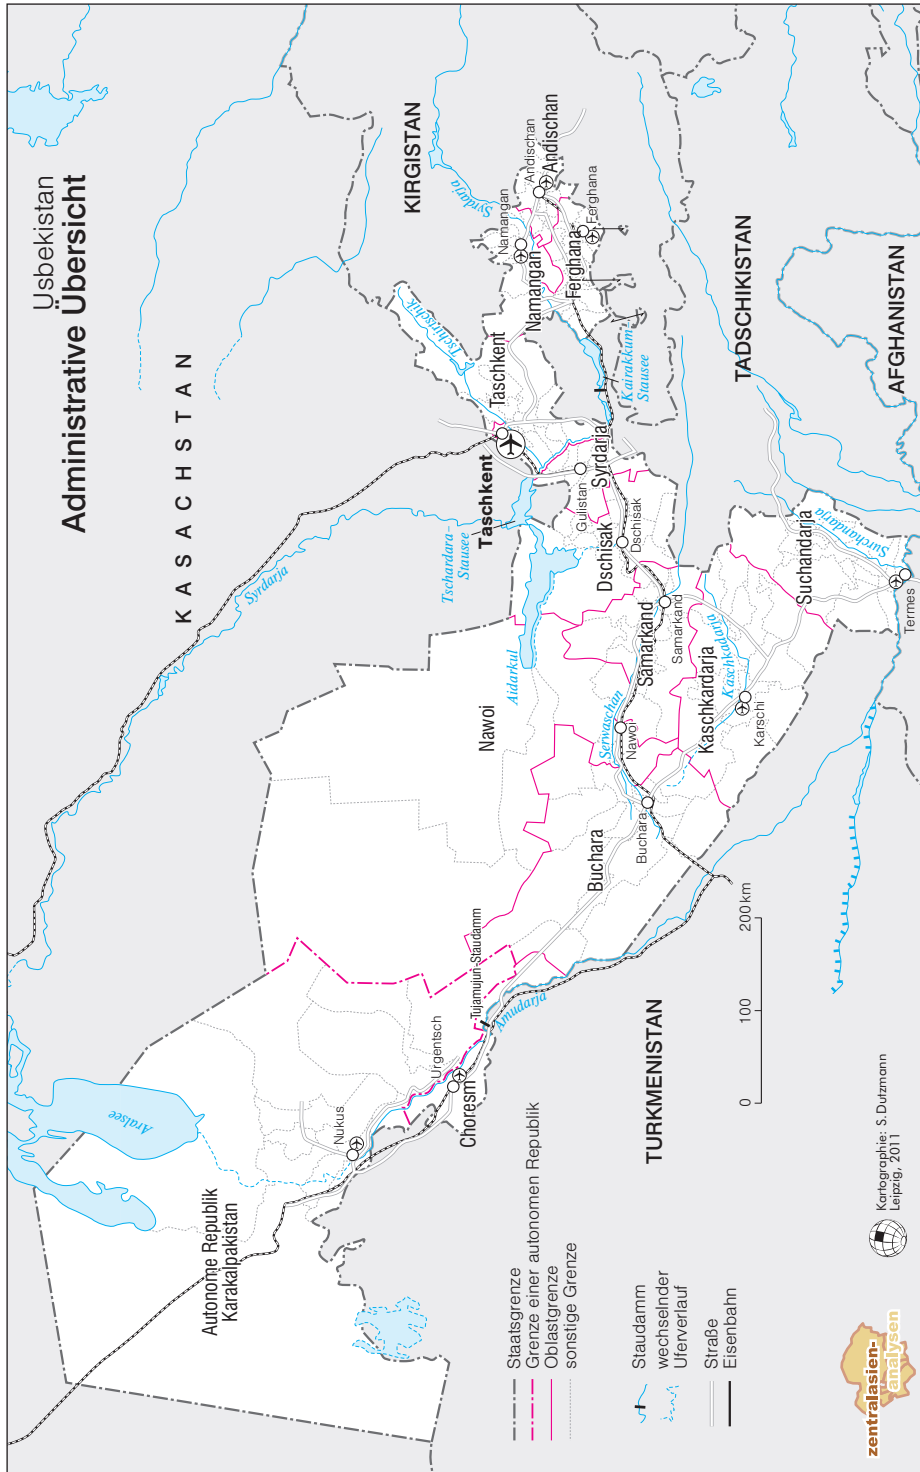 Usbekistan
Administrative Übersicht
KASACHSTAN
KIRGISTAN
TADSCHIKISTAN
AFGHANISTAN
TURKMENISTAN
Aralsee
Autonome Republik
Karakalpakistan
Nukus
Urgentsch
Choresm
Tujamujun-Staudamm
Amudarja
Syrdarja
Nawoi
Aidarkul
Tschardara-
Stausee
Taschkent
Taschkent
Tschirtschik
Syrdarja
Namangan
Namangan
Andischan
Andischan
Ferghana
Ferghana
Kairakkum-
Stausee
Syrdarja
Gulistan
Dschisak
Dschisak
Samarkand
Samarkand
Serwaschan
Nawoi
Buchara
Buchara
Kaschkardarja
Kaschkadarja
Karschi
Suchandarja
Surchandarja
Termes
Staatsgrenze
Grenze einer autonomen Republik
Oblastgrenze
sonstige Grenze
Staudamm
wechselnder
Uferverlauf
Straße
Eisenbahn
0 100 200 km
Kartographie: S. Dutzmann
Leipzig, 2011
zentralasien-
analysen